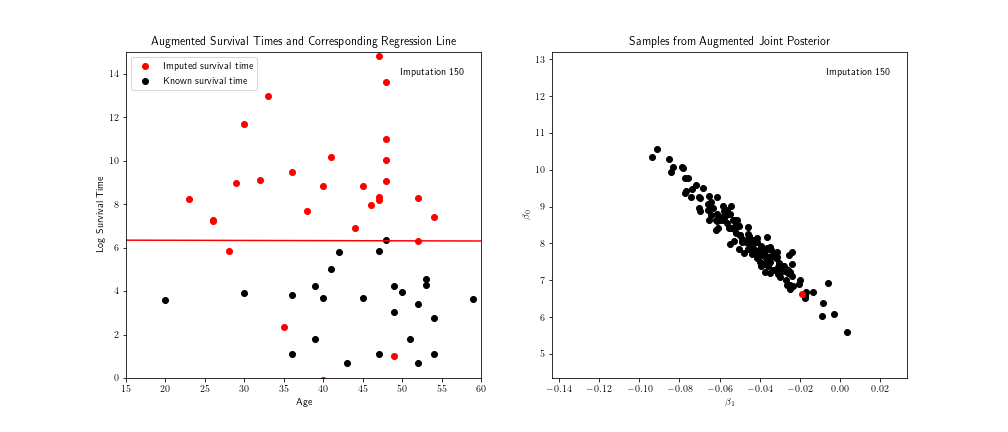 Augmented Survival Times and Corresponding Regression Line
Imputed survival time
Known survival time
Imputation 150
Log Survival Time
14
12
10
8
6
4
2
0
15 20 25 30 35 40 45 50 55 60
Age
Samples from Augmented Joint Posterior
Imputation 150
β₀
13
12
11
10
9
8
7
6
5
−0.14 −0.12 −0.10 −0.08 −0.06 −0.04 −0.02 0.00 0.02
β₁